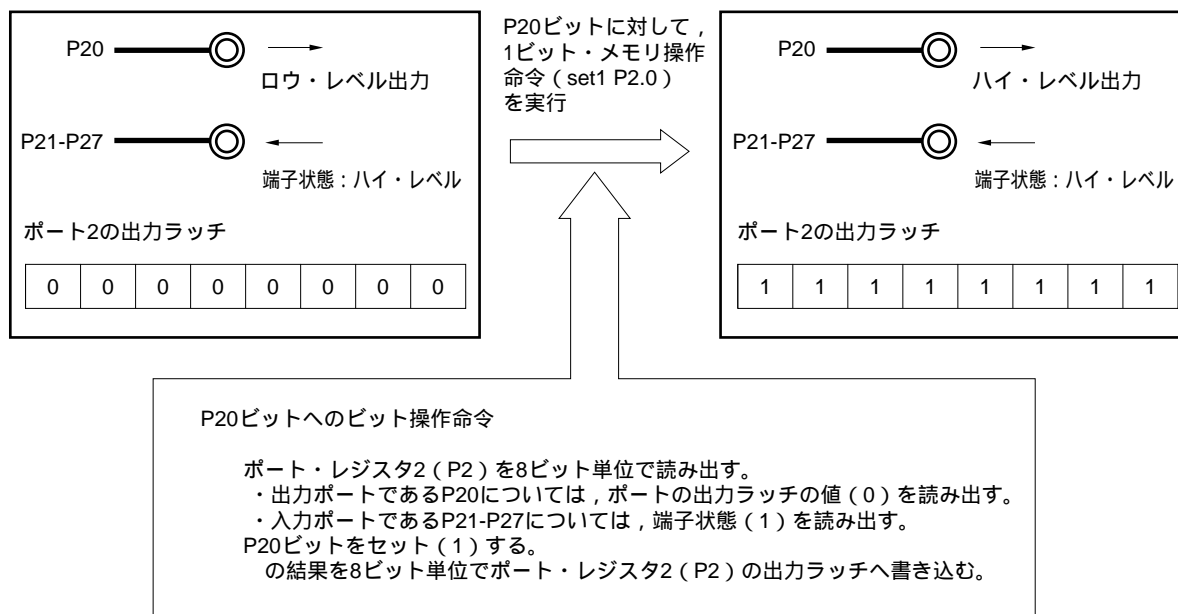 P20
ロウ・レベル出力
P21-P27
端子状態：ハイ・レベル
ポート2の出力ラッチ
0 0 0 0 0 0 0 0
P20ビットに対して，
1ビット・メモリ操作
命令（set1 P2.0）
を実行
P20
ハイ・レベル出力
P21-P27
端子状態：ハイ・レベル
ポート2の出力ラッチ
1 1 1 1 1 1 1 1
P20ビットへのビット操作命令
ポート・レジスタ2（P2）を8ビット単位で読み出す。
・出力ポートであるP20については，ポートの出力ラッチの値（0）を読み出す。
・入力ポートであるP21-P27については，端子状態（1）を読み出す。
P20ビットをセット（1）する。
の結果を8ビット単位でポート・レジスタ2（P2）の出力ラッチへ書き込む。